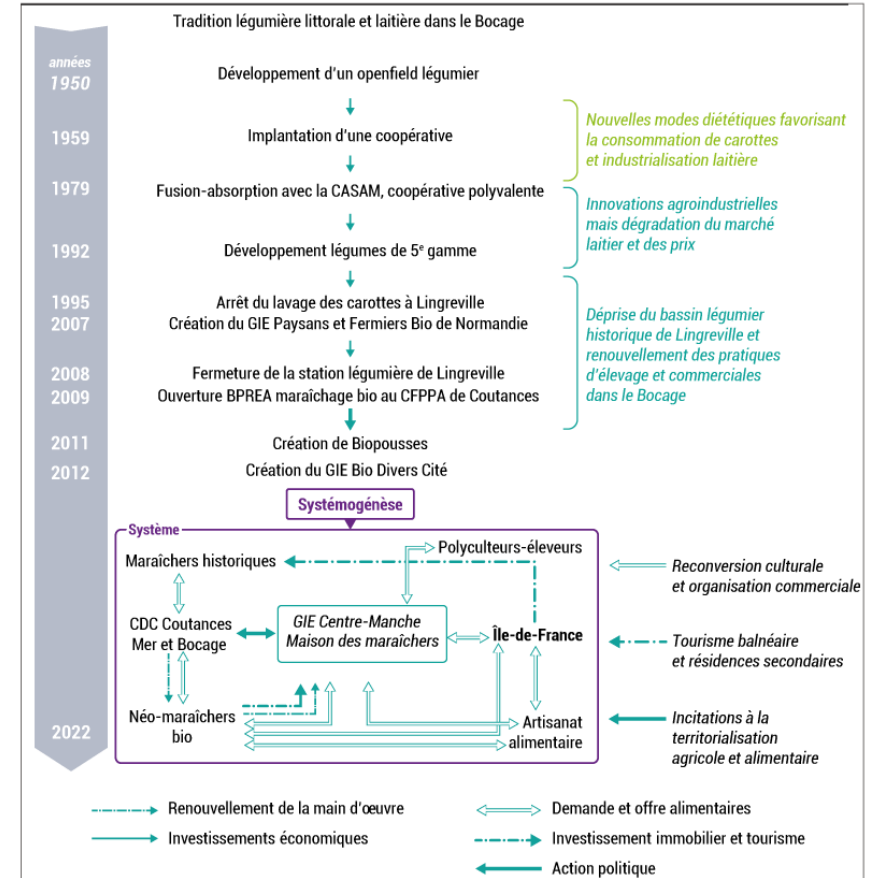 Tradition légumière littorale et laitière dans le Bocage
années
1950
Développement d'un openfield légumier
1959
Implantation d'une coopérative
Nouvelles modes diététiques favorisant
la consommation de carottes
et industrialisation laitière
1979
Fusion-absorption avec la CASAM, coopérative polyvalente
Innovations agroindustrielles
mais dégradation du marché
laitier et des prix
1992
Développement légumes de 5e gamme
1995
Arrêt du lavage des carottes à Lingreville
2007
Création du GIE Paysans et Fermiers Bio de Normandie
Déprise du bassin légumier
historique de Lingreville et
renouvellement des pratiques
d'élevage et commerciales
dans le Bocage
2008
Fermeture de la station légumière de Lingreville
2009
Ouverture BPREA maraîchage bio au CFPPA de Coutances
2011
Création de Biopousses
2012
Création du GIE Bio Divers Cité
Systémogénèse
Système
Polyculteurs-éleveurs
Maraîchers historiques
CDC Coutances
Mer et Bocage
GIE Centre-Manche
Maison des maraîchers
Île-de-France
Néo-maraîchers
bio
Artisanat
alimentaire
2022
Reconversion culturale
et organisation commerciale
Tourisme balnéaire
et résidences secondaires
Incitations à la
territorialisation
agricole et alimentaire
Renouvellement de la main d'œuvre
Investissements économiques
Demande et offre alimentaires
Investissement immobilier et tourisme
Action politique